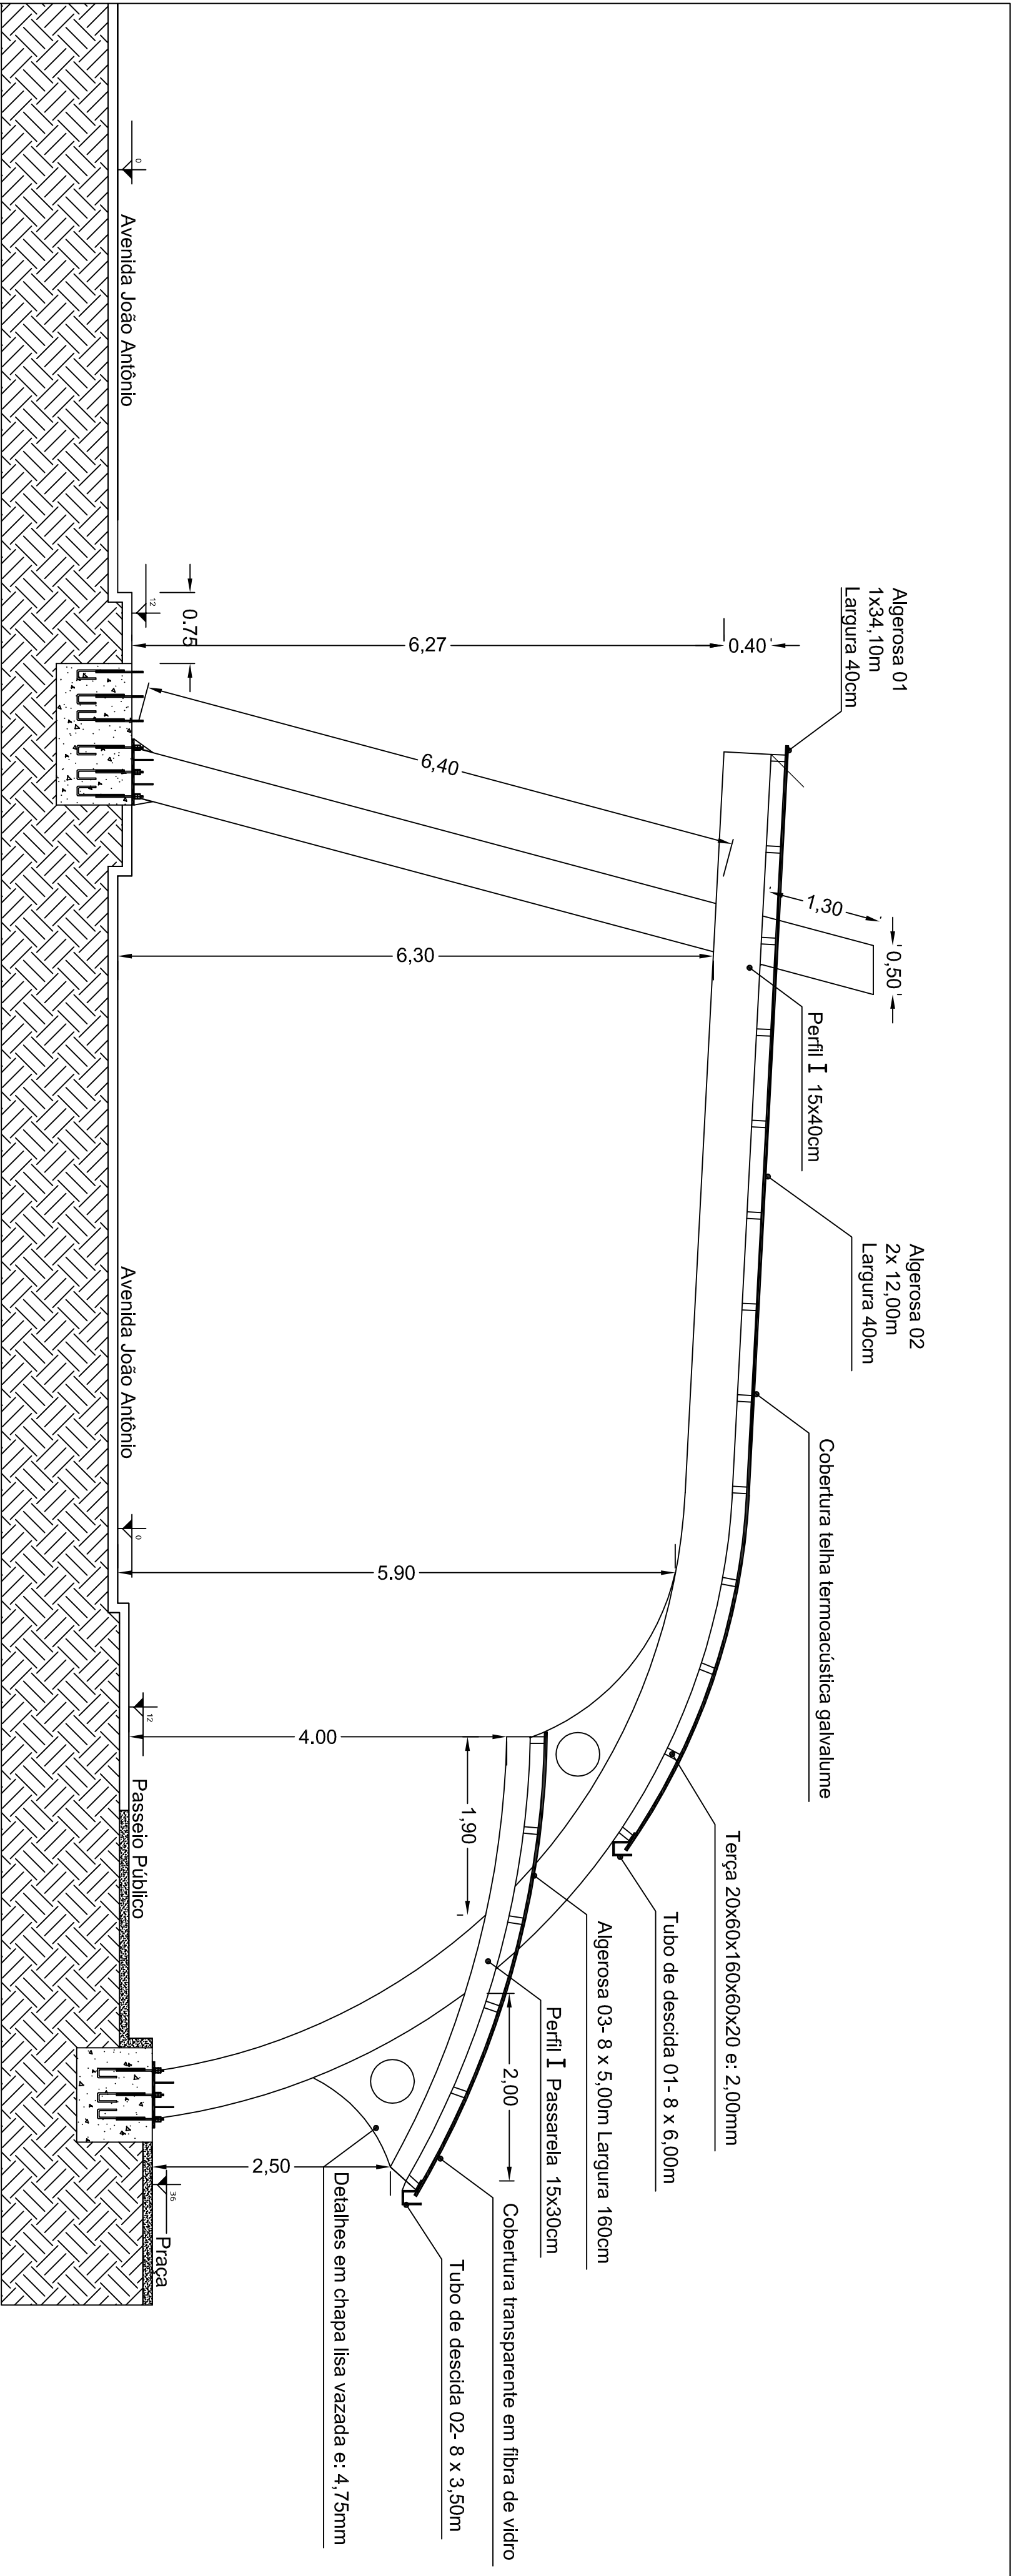 Algerosa 01
1x34,10m
Largura 40cm
Algerosa 02
2x 12,00m
Largura 40cm
Cobertura telha termoacústica galvalume
Perfil I 15x40cm
Terça 20x60x160x60x20 e: 2,00mm
Tubo de descida 01- 8 x 6,00m
Algerosa 03- 8 x 5,00m Largura 160cm
Perfil I Passarela 15x30cm
Cobertura transparente em fibra de vidro
Tubo de descida 02- 8 x 3,50m
Detalhes em chapa lisa vazada e: 4,75mm
0,50
1,30
0.40
6,27
6,40
6,30
5.90
4.00
1,90
2,00
2,50
0.75
0
12
0
12
36
Avenida João Antônio
Avenida João Antônio
Passeio Público
Praça